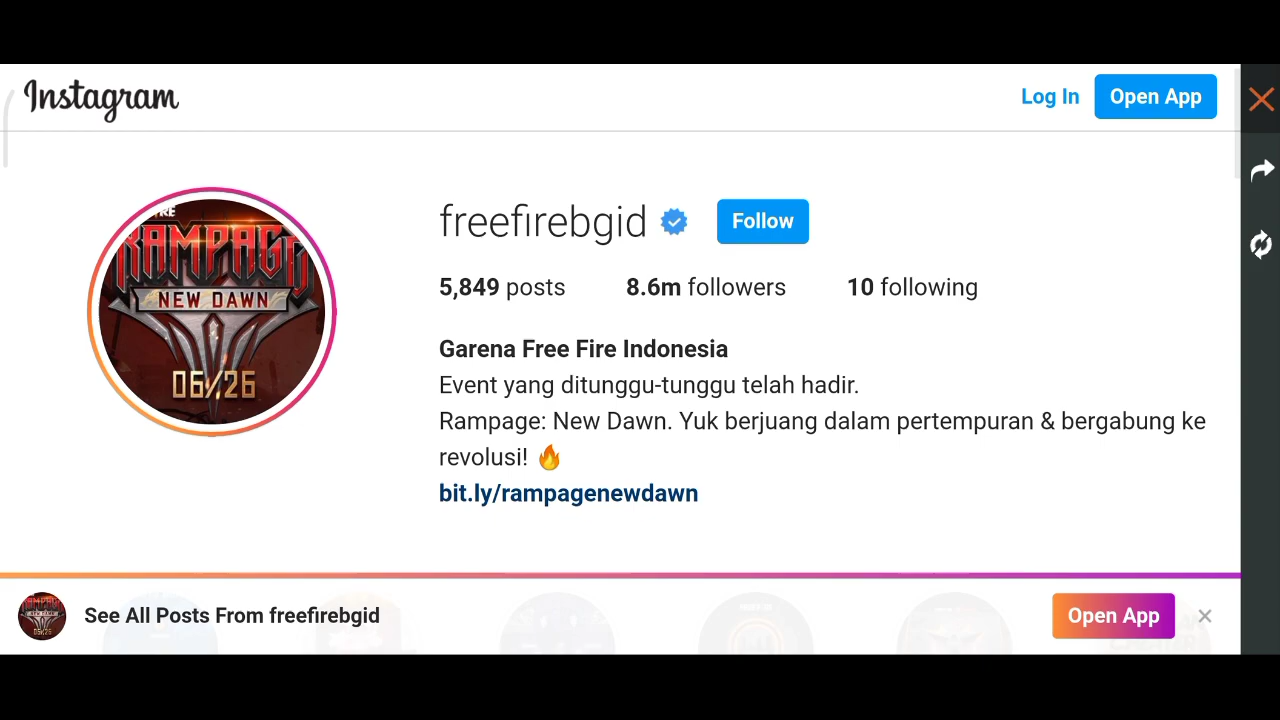 Instagram
Log In
Open App
RAMPAGE
NEW DAWN
06/26
freefirebgid
Follow
5,849 posts
8.6m followers
10 following
Garena Free Fire Indonesia
Event yang ditunggu-tunggu telah hadir.
Rampage: New Dawn. Yuk berjuang dalam pertempuran & bergabung ke
revolusi! 🔥
bit.ly/rampagenewdawn
See All Posts From freefirebgid
Open App